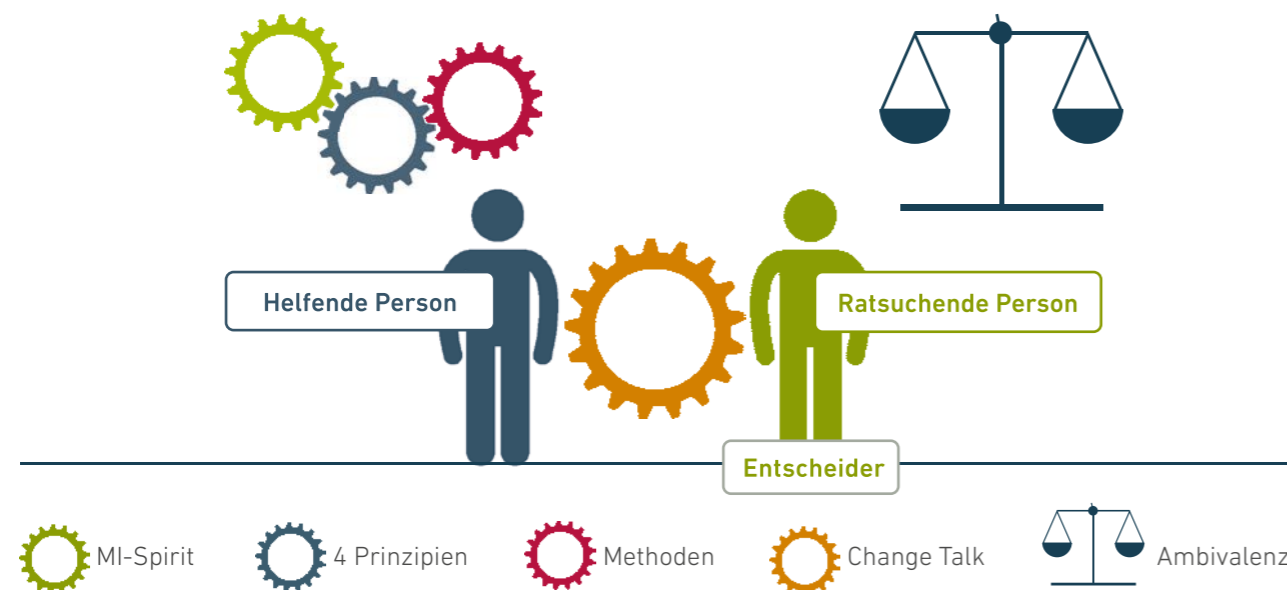 Helfende Person
Ratsuchende Person
Entscheider
MI-Spirit
4 Prinzipien
Methoden
Change Talk
Ambivalenz